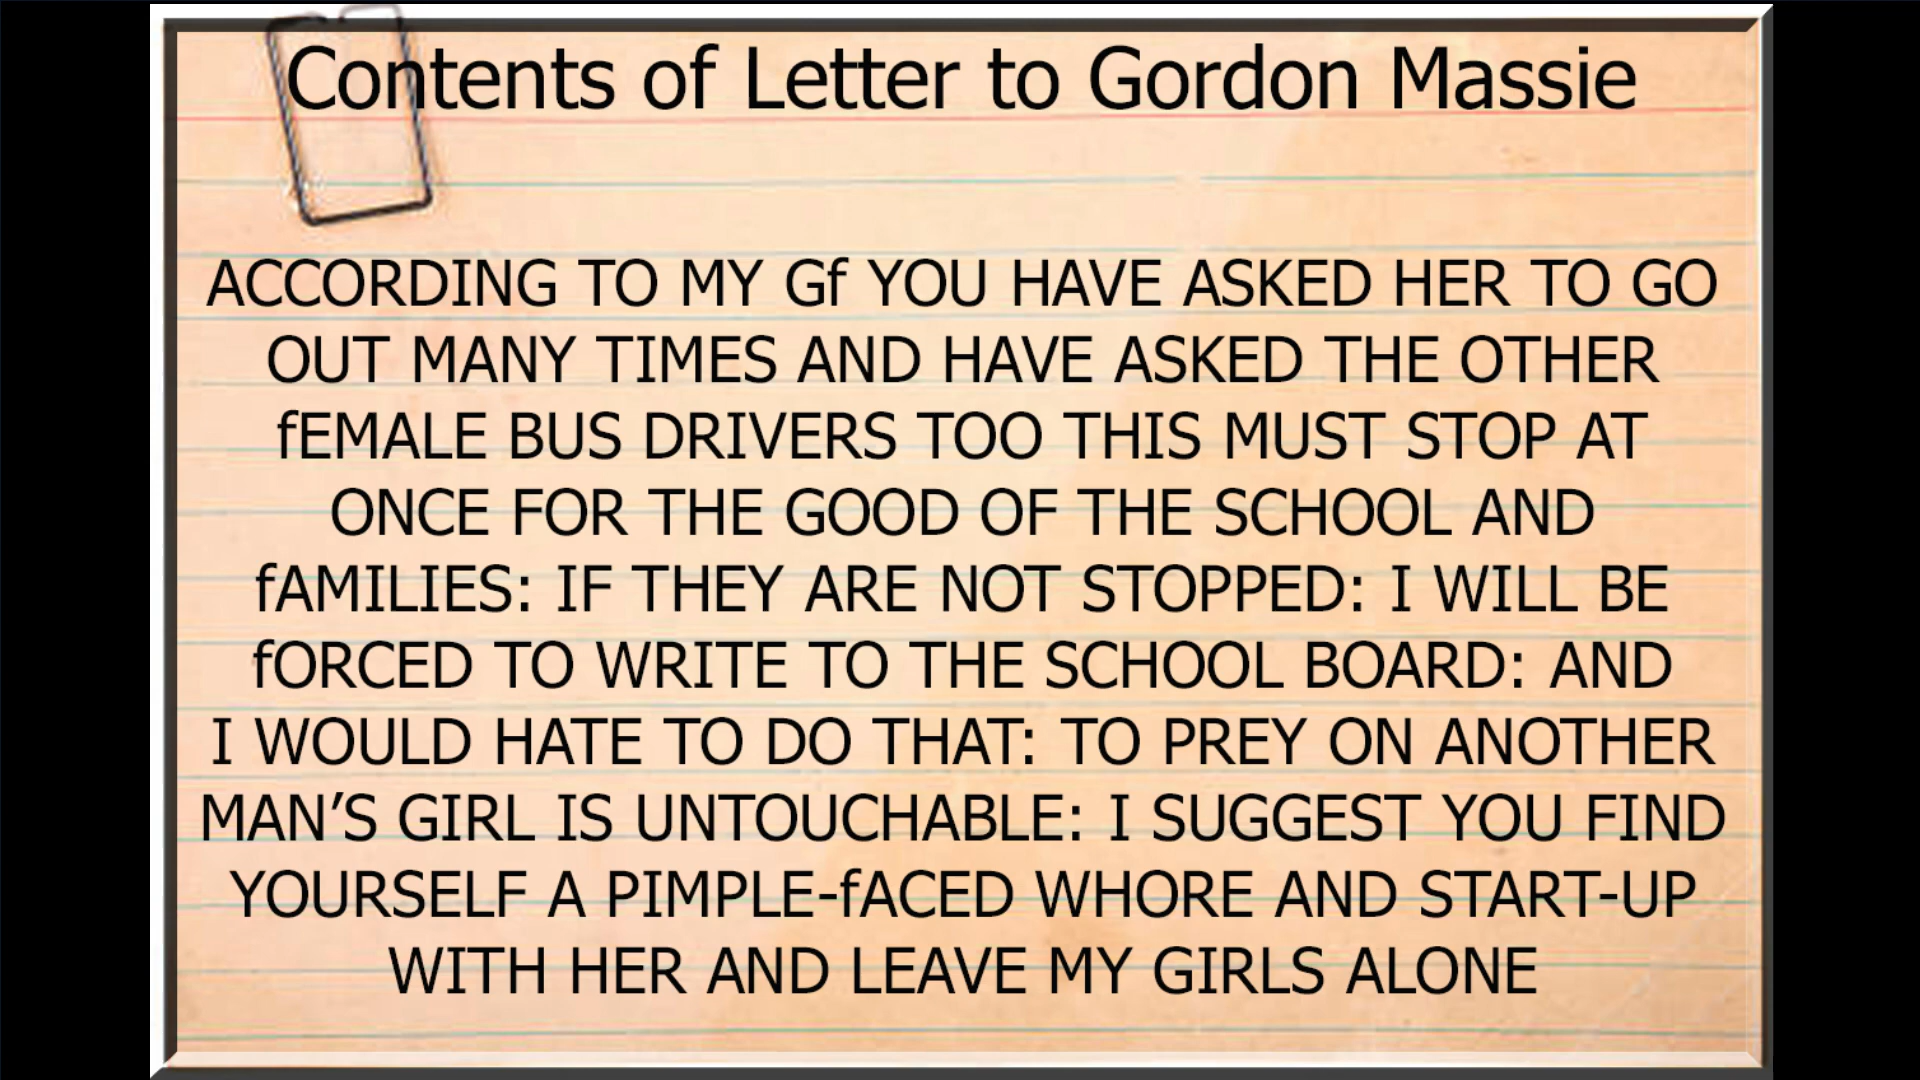 Contents of Letter to Gordon Massie
ACCORDING TO MY Gf YOU HAVE ASKED HER TO GO
OUT MANY TIMES AND HAVE ASKED THE OTHER
fEMALE BUS DRIVERS TOO THIS MUST STOP AT
ONCE FOR THE GOOD OF THE SCHOOL AND
fAMILIES: IF THEY ARE NOT STOPPED: I WILL BE
fORCED TO WRITE TO THE SCHOOL BOARD: AND
I WOULD HATE TO DO THAT: TO PREY ON ANOTHER
MAN’S GIRL IS UNTOUCHABLE: I SUGGEST YOU FIND
YOURSELF A PIMPLE-fACED WHORE AND START-UP
WITH HER AND LEAVE MY GIRLS ALONE